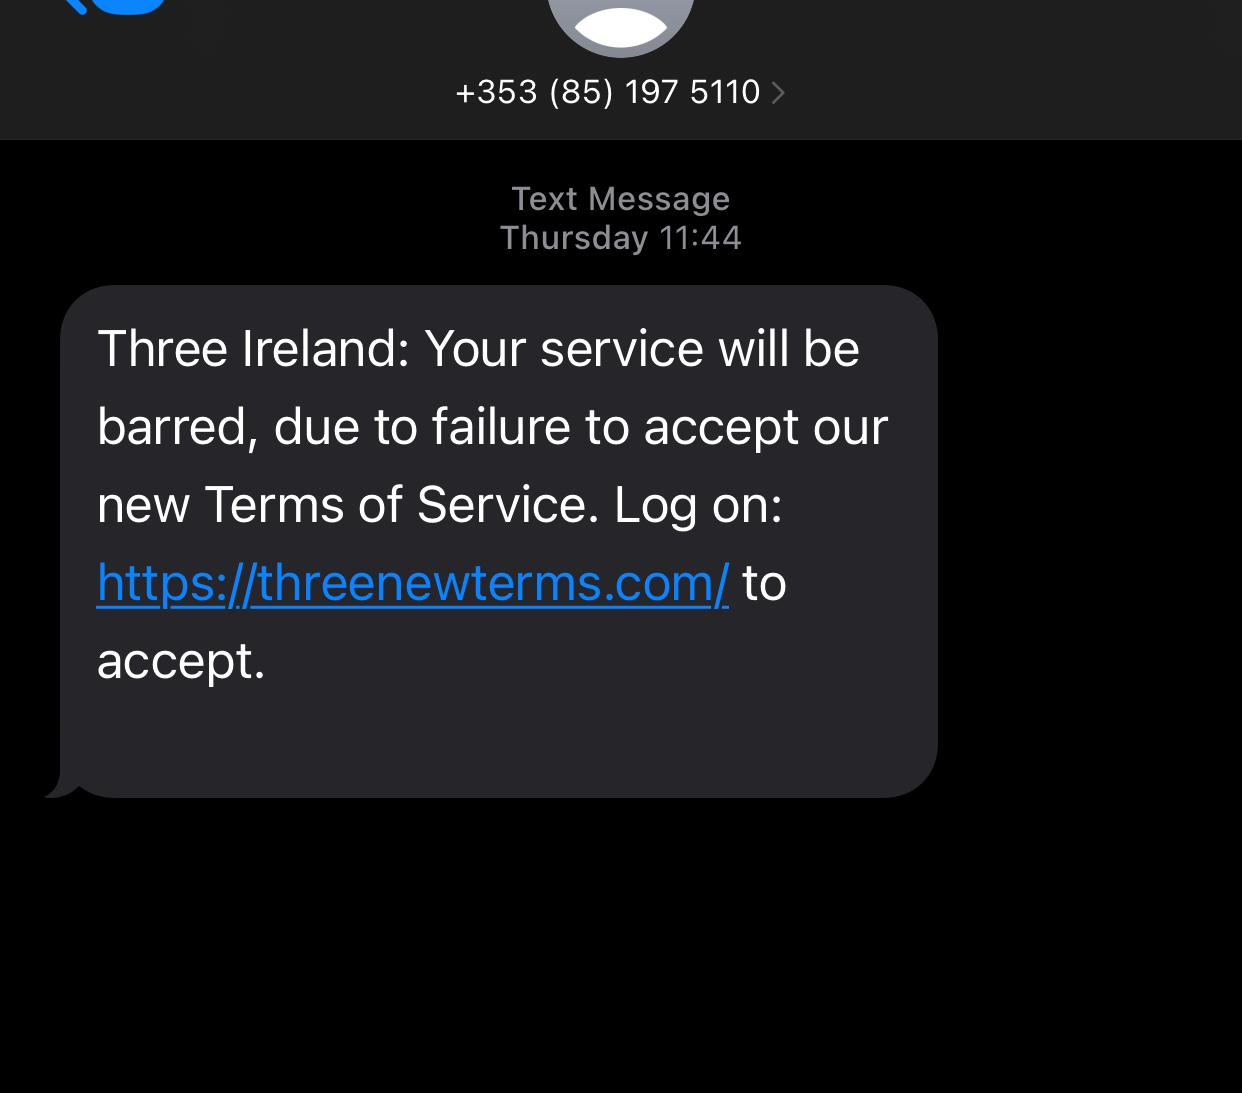 +353 (85) 197 5110
Text Message
Thursday 11:44
Three Ireland: Your service will be
barred, due to failure to accept our
new Terms of Service. Log on:
https://threenewterms.com/ to
accept.